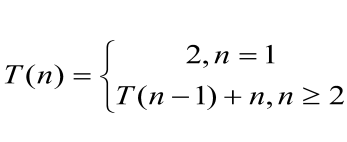 T(n) = { 2, n = 1
T(n − 1) + n, n ≥ 2